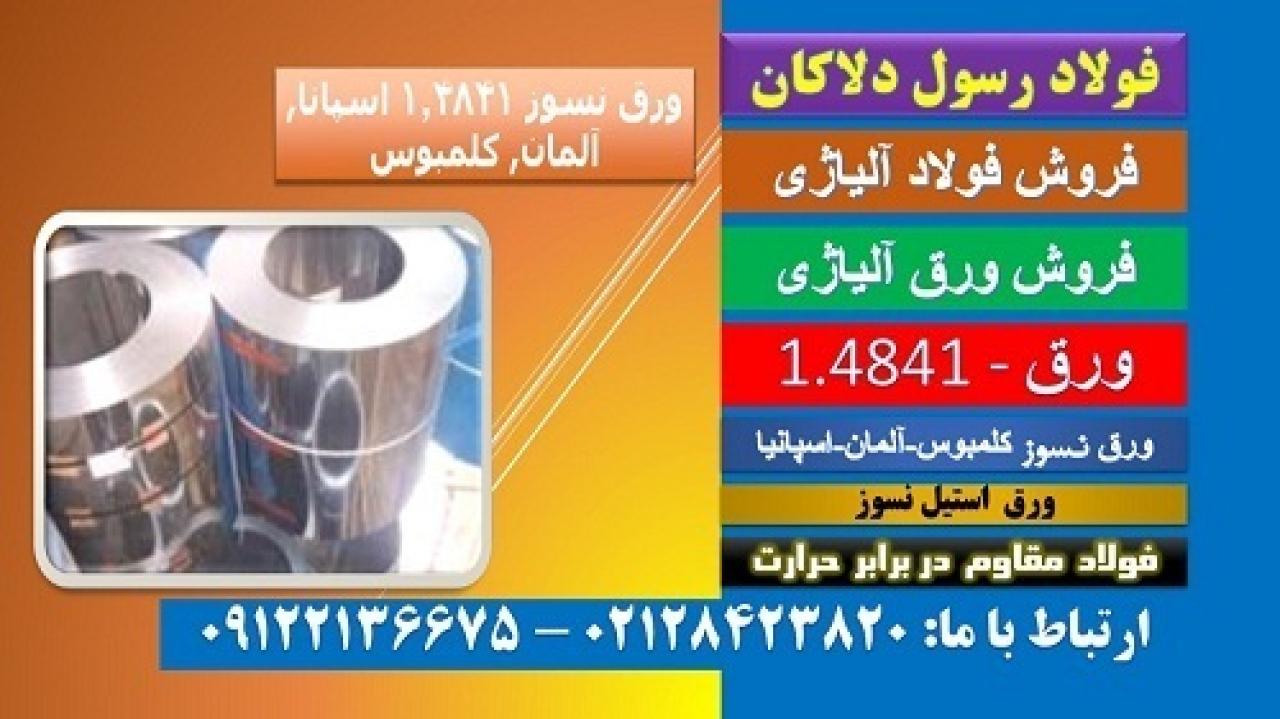 فولاد رسول دلاکان
فروش فولاد آلیاژی
فروش ورق آلیاژی
ورق - 1.4841
ورق نسوز کلمبوس-آلمان-اسپانیا
ورق استیل نسوز
فولاد مقاوم در برابر حرارت
ورق نسوز ۱,۴۸۴۱ اسپانا,
آلمان, کلمبوس
ارتباط با ما: ۰۲۱۲۸۴۲۳۸۲۰ – ۰۹۱۲۲۱۳۶۶۷۵